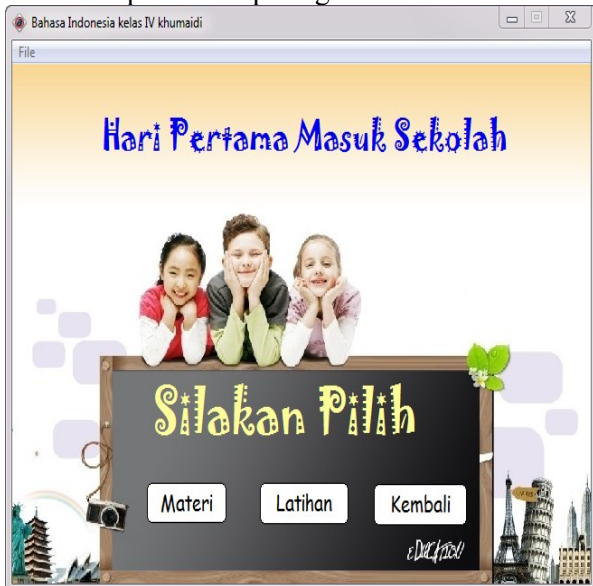 Bahasa Indonesia kelas IV khumaidi
File
Hari Pertama Masuk Sekolah
Silakan Pilih
Materi Latihan Kembali